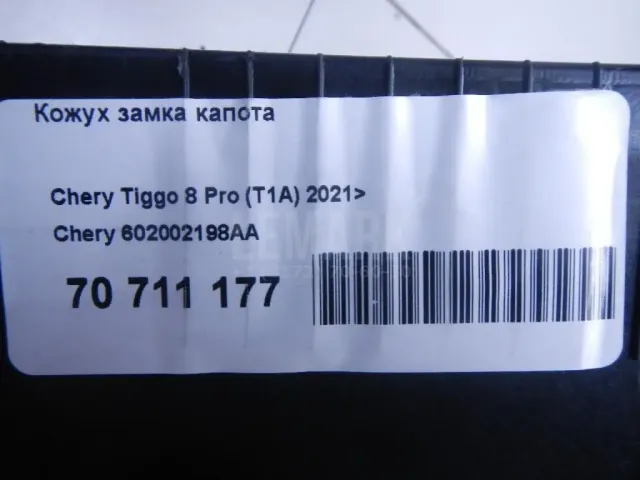 Кожух замка капота
Chery Tiggo 8 Pro (T1A) 2021>
Chery 602002198AA
70 711 177